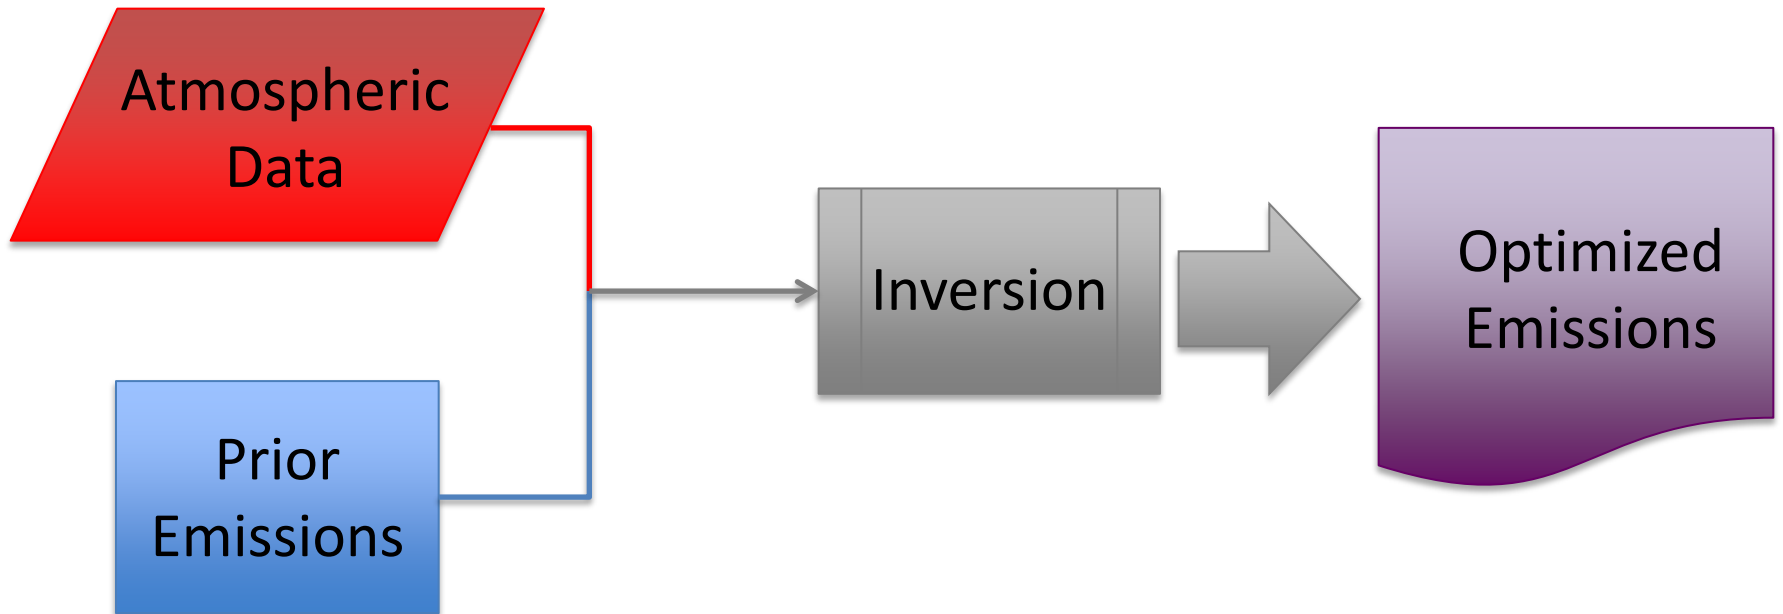 Atmospheric
Data
Prior
Emissions
Inversion
Optimized
Emissions